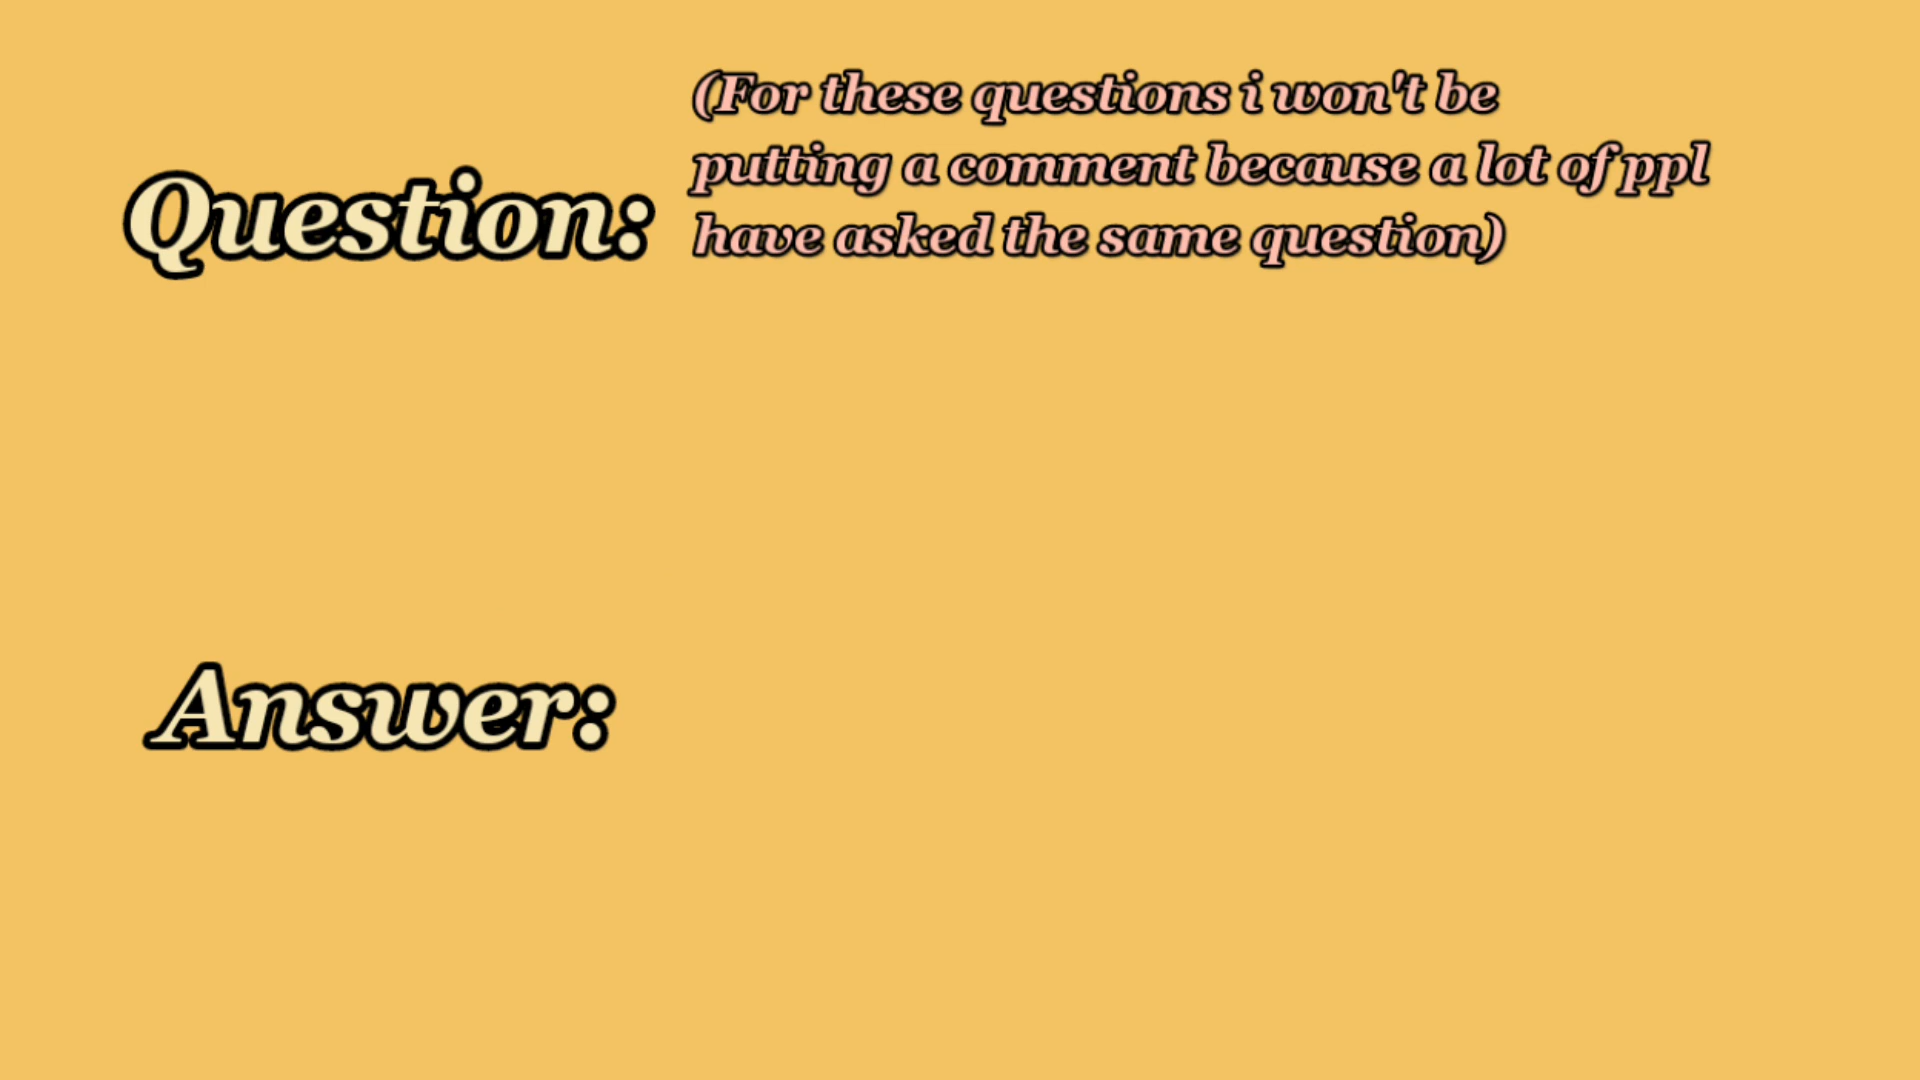 (For these questions i won't be
putting a comment because a lot of ppl
Question:
have asked the same question)
Answer: